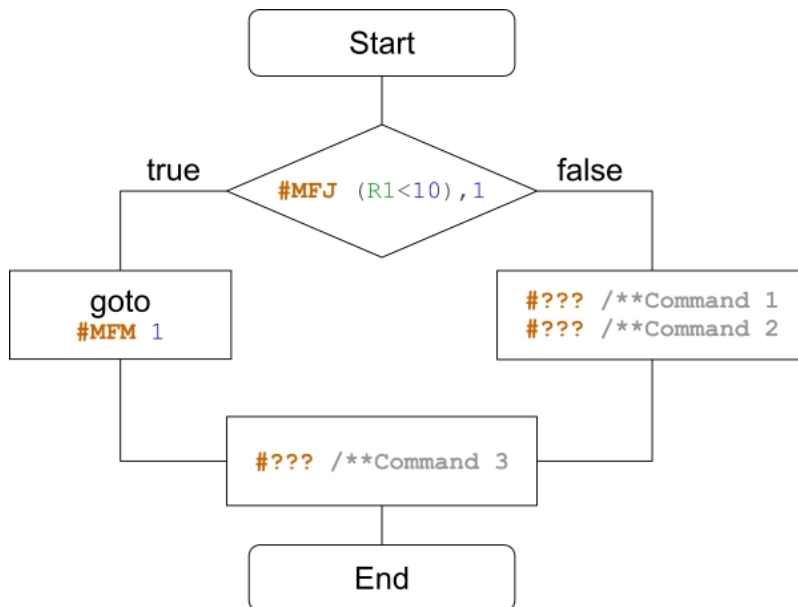 Start
true
false
#MFJ (R1<10),1
goto
#MFM 1
#??? /**Command 1
#??? /**Command 2
#??? /**Command 3
End